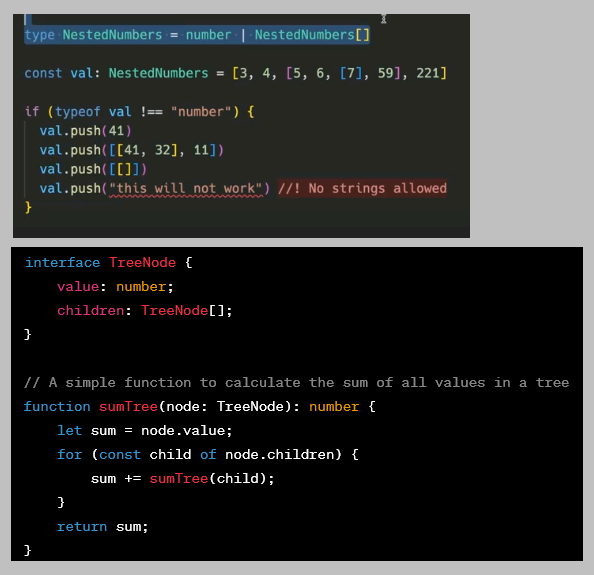 type NestedNumbers = number | NestedNumbers[]
const val: NestedNumbers = [3, 4, [5, 6, [7], 59], 221]
if (typeof val !== "number") {
val.push(41)
val.push([[41, 32], 11])
val.push([[]])
val.push("this will not work") //! No strings allowed
}
interface TreeNode {
value: number;
children: TreeNode[];
}
// A simple function to calculate the sum of all values in a tree
function sumTree(node: TreeNode): number {
let sum = node.value;
for (const child of node.children) {
sum += sumTree(child);
}
return sum;
}